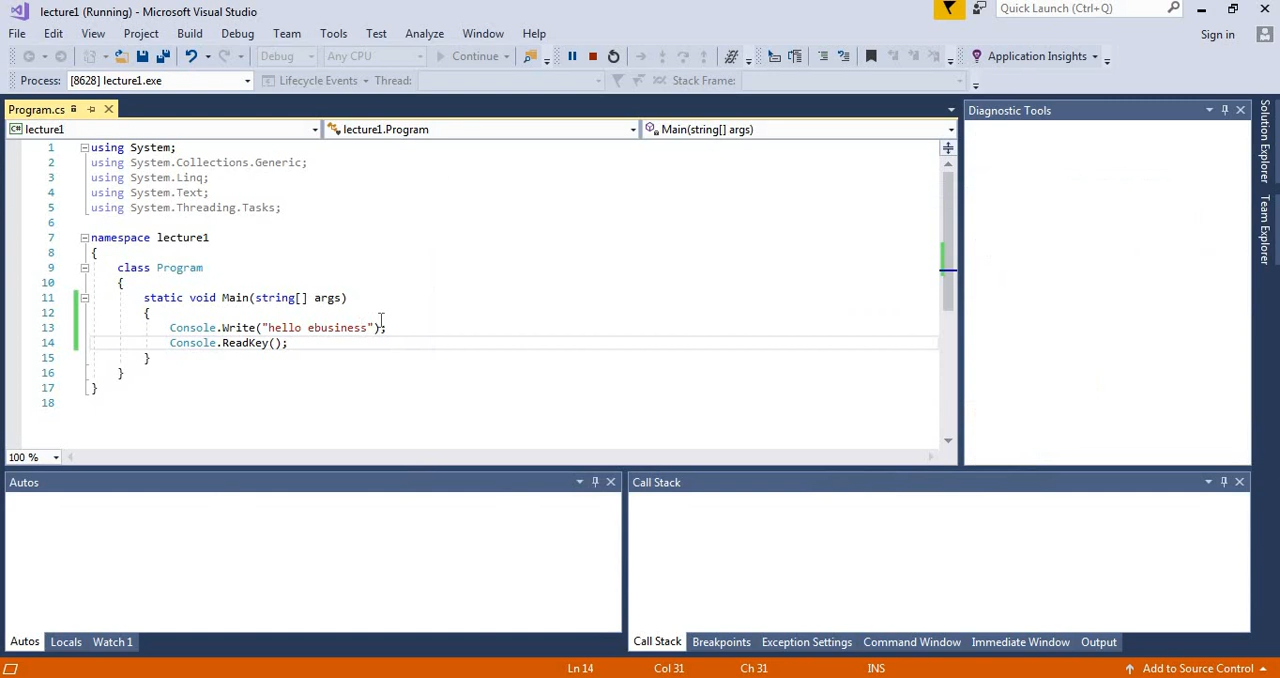 lecture1 (Running) - Microsoft Visual Studio
Quick Launch (Ctrl+Q)
File Edit View Project Build Debug Team Tools Test Analyze Window Help
Sign in
Debug Any CPU Continue Application Insights
Process: [8628] lecture1.exe Lifecycle Events Thread: Stack Frame:
Program.cs
Diagnostic Tools
lecture1 lecture1.Program Main(string[] args)
1 using System;
2 using System.Collections.Generic;
3 using System.Linq;
4 using System.Text;
5 using System.Threading.Tasks;
6
7 namespace lecture1
8 {
9 class Program
10 {
11 static void Main(string[] args)
12 {
13 Console.Write("hello ebusiness");
14 Console.ReadKey();
15 }
16 }
17 }
18
100 %
Solution Explorer
Team Explorer
Autos
Call Stack
Autos Locals Watch 1
Call Stack Breakpoints Exception Settings Command Window Immediate Window Output
Ln 14 Col 31 Ch 31 INS Add to Source Control